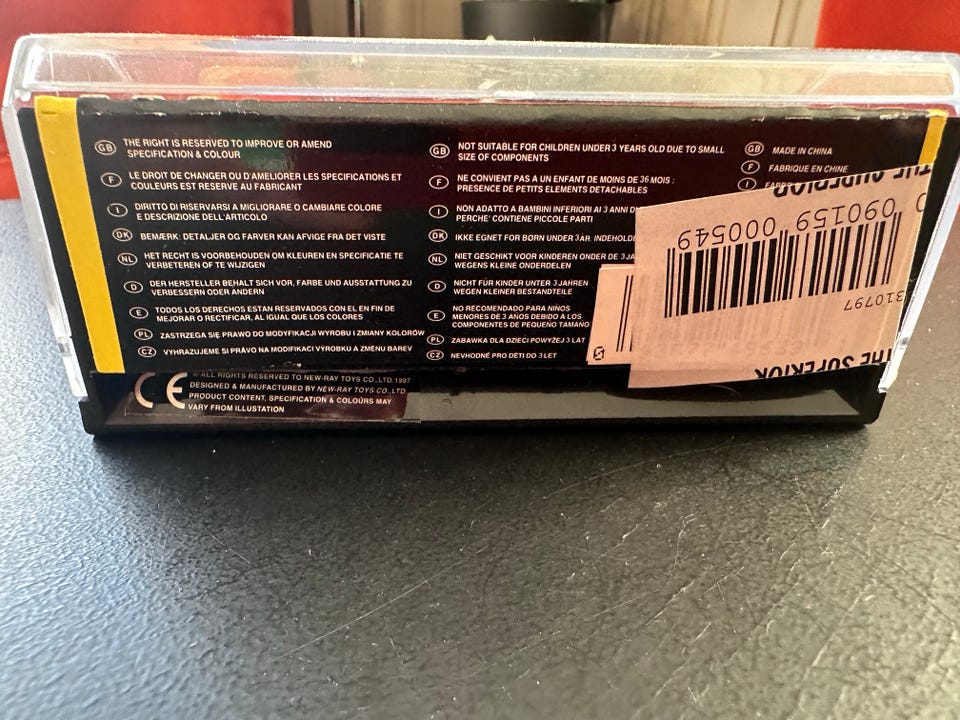 GB THE RIGHT IS RESERVED TO IMPROVE OR AMEND
SPECIFICATION & COLOUR
F LE DROIT DE CHANGER OU D'AMELIORER LES SPECIFICATIONS ET
COULEURS EST RESERVE AU FABRICANT
I DIRITTO DI RISERVARSI A MIGLIORARE O CAMBIARE COLORE
E DESCRIZIONE DELL'ARTICOLO
DK BEMÆRK: DETALJER OG FARVER KAN AFVIGE FRA DET VISTE
NL HET RECHT IS VOORBEHOUDEN OM KLEUREN EN SPECIFICATIE TE
VERBETEREN OF TE WIJZIGEN
D DER HERSTELLER BEHALT SICH VOR, FARBE UND AUSSTATTUNG ZU
VERBESSERN ODER ANDERN
E TODOS LOS DERECHOS ESTAN RESERVADOS CON EL EN FIN DE
MEJORAR O RECTIFICAR, AL IGUAL QUE LOS COLORES
PL ZASTRZEGA SIĘ PRAWO DO MODYFIKACJI WYROBU I ZMIANY KOLORÓW
CZ VYHRAZUJEME SI PRÁVO NA MODIFIKACI VÝROBKU A ZMĚNU BAREV
GB NOT SUITABLE FOR CHILDREN UNDER 3 YEARS OLD DUE TO SMALL
SIZE OF COMPONENTS
F NE CONVIENT PAS A UN ENFANT DE MOINS DE 36 MOIS :
PRESENCE DE PETITS ELEMENTS DETACHABLES
I NON ADATTO A BAMBINI INFERIORI AI 3 ANNI
PERCHE' CONTIENE PICCOLE PARTI
DK IKKE EGNET FOR BØRN UNDER 3 ÅR.
NL NIET GESCHIKT VOOR KINDEREN ONDER DE 3
WEGENS KLEINE ONDERDELEN
D NICHT FÜR KINDER UNTER 3 JAHREN
WEGEN KLEINER BESTANDTEILE
E NO RECOMENDADO PARA NIÑOS
MENORES DE 3 AÑOS DEBIDO A LOS
COMPONENTES DE PEQUENO TAMANO
PL ZABAWKA DLA DZIECI POWYŻEJ 3 LAT
CZ NEVHODNÉ PRO DĚTI DO 3 LET
GB MADE IN CHINA
F FABRIQUE EN CHINE
I
THE SUPERIOR
0 090159 000549
310797
THE SUPERIOR
CE
© ALL RIGHTS RESERVED TO NEW-RAY TOYS CO.,LTD.1997
DESIGNED & MANUFACTURED BY NEW-RAY TOYS CO.,LTD
PRODUCT CONTENT, SPECIFICATION & COLOURS MAY
VARY FROM ILLUSTATION